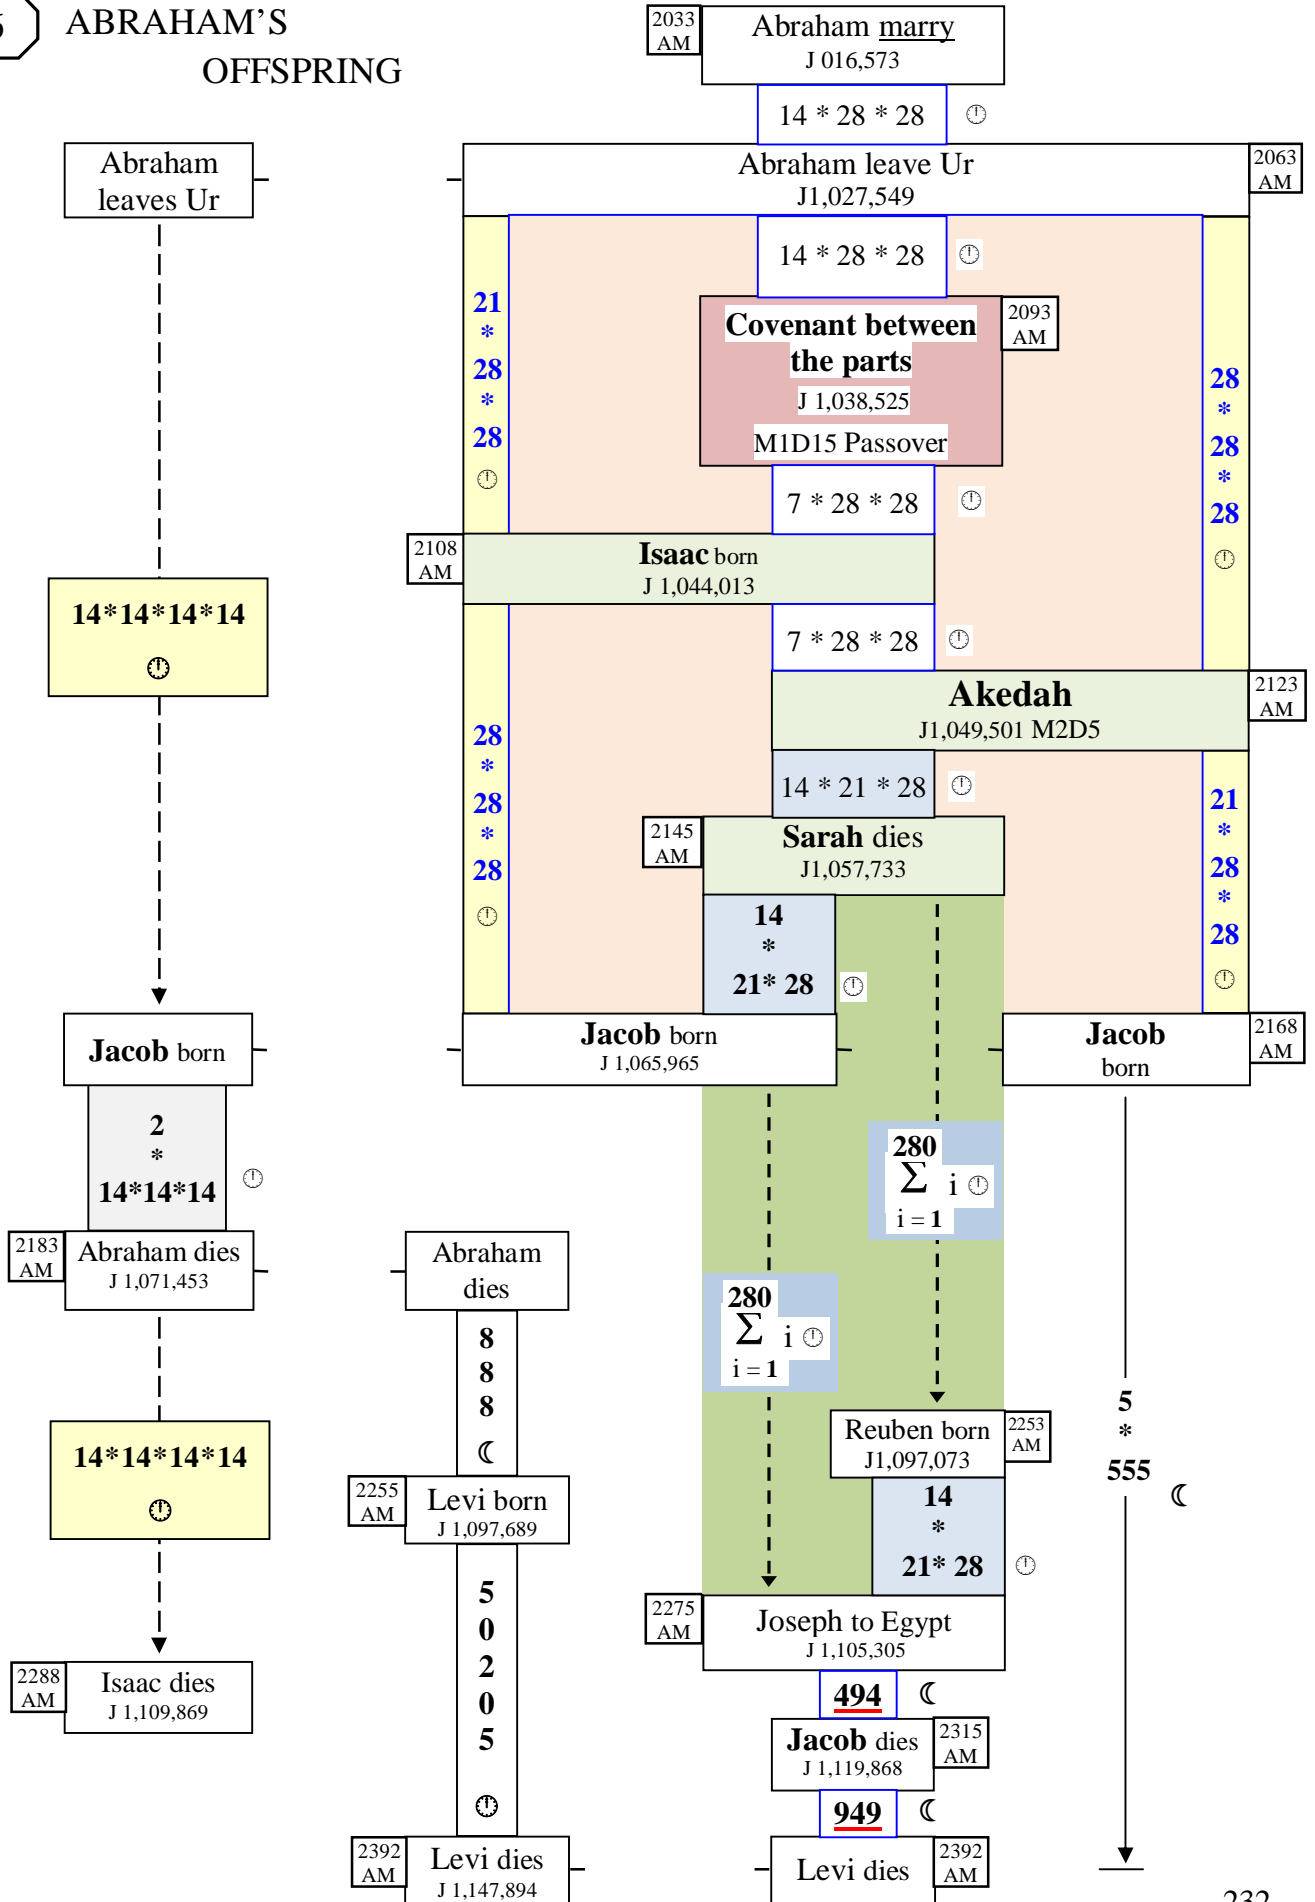 ABRAHAM'S
OFFSPRING
2033
AM
Abraham marry
J 016,573
14 * 28 * 28
Abraham
leaves Ur
Abraham leave Ur
J1,027,549
2063
AM
14 * 28 * 28
21
*
28
*
28
Covenant between
the parts
J 1,038,525
M1D15 Passover
2093
AM
28
*
28
*
28
7 * 28 * 28
2108
AM
Isaac born
J 1,044,013
14*14*14*14
7 * 28 * 28
Akedah
J1,049,501 M2D5
2123
AM
28
*
28
*
28
14 * 21 * 28
21
*
28
*
28
2145
AM
Sarah dies
J1,057,733
14
*
21* 28
Jacob born
Jacob born
J 1,065,965
Jacob
born
2168
AM
2
*
14*14*14
280
Σ i
i = 1
2183
AM
Abraham dies
J 1,071,453
Abraham
dies
280
Σ i
i = 1
8
8
8
☾
5
*
555
☾
14*14*14*14
Reuben born
J1,097,073
2253
AM
2255
AM
Levi born
J 1,097,689
14
*
21* 28
5
0
2
0
5
2275
AM
Joseph to Egypt
J 1,105,305
2288
AM
Isaac dies
J 1,109,869
494 ☾
Jacob dies
J 1,119,868
2315
AM
949 ☾
2392
AM
Levi dies
J 1,147,894
Levi dies
2392
AM